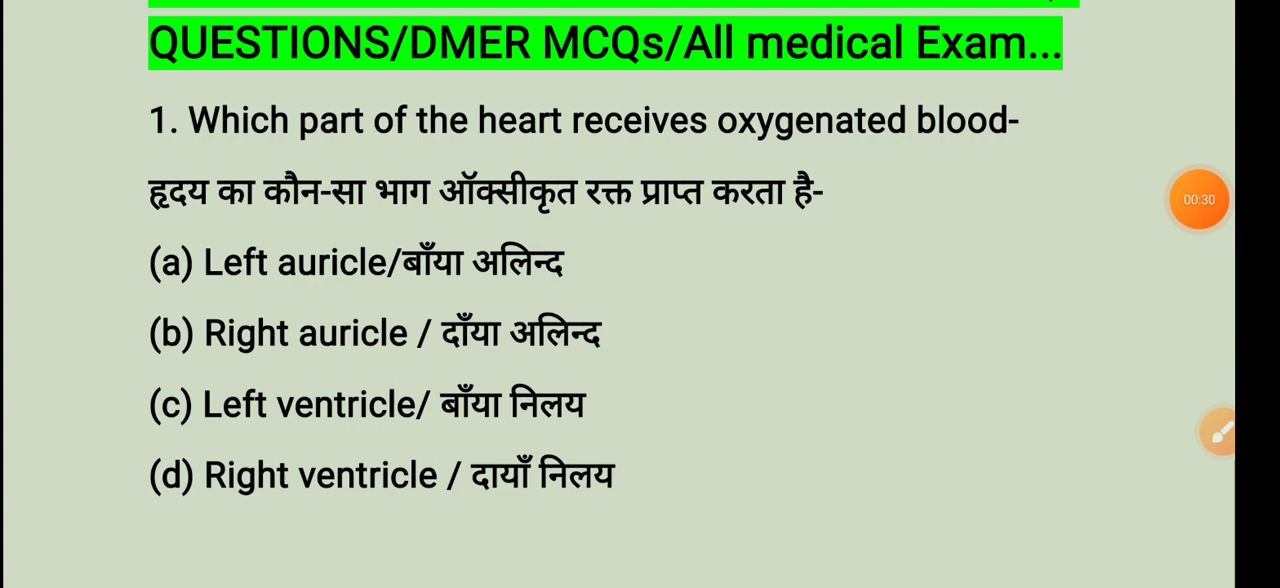 QUESTIONS/DMER MCQs/All medical Exam...
1. Which part of the heart receives oxygenated blood-
हृदय का कौन-सा भाग ऑक्सीकृत रक्त प्राप्त करता है-
(a) Left auricle/बाँया अलिन्द
(b) Right auricle / दाँया अलिन्द
(c) Left ventricle/ बाँया निलय
(d) Right ventricle / दायाँ निलय
00:30